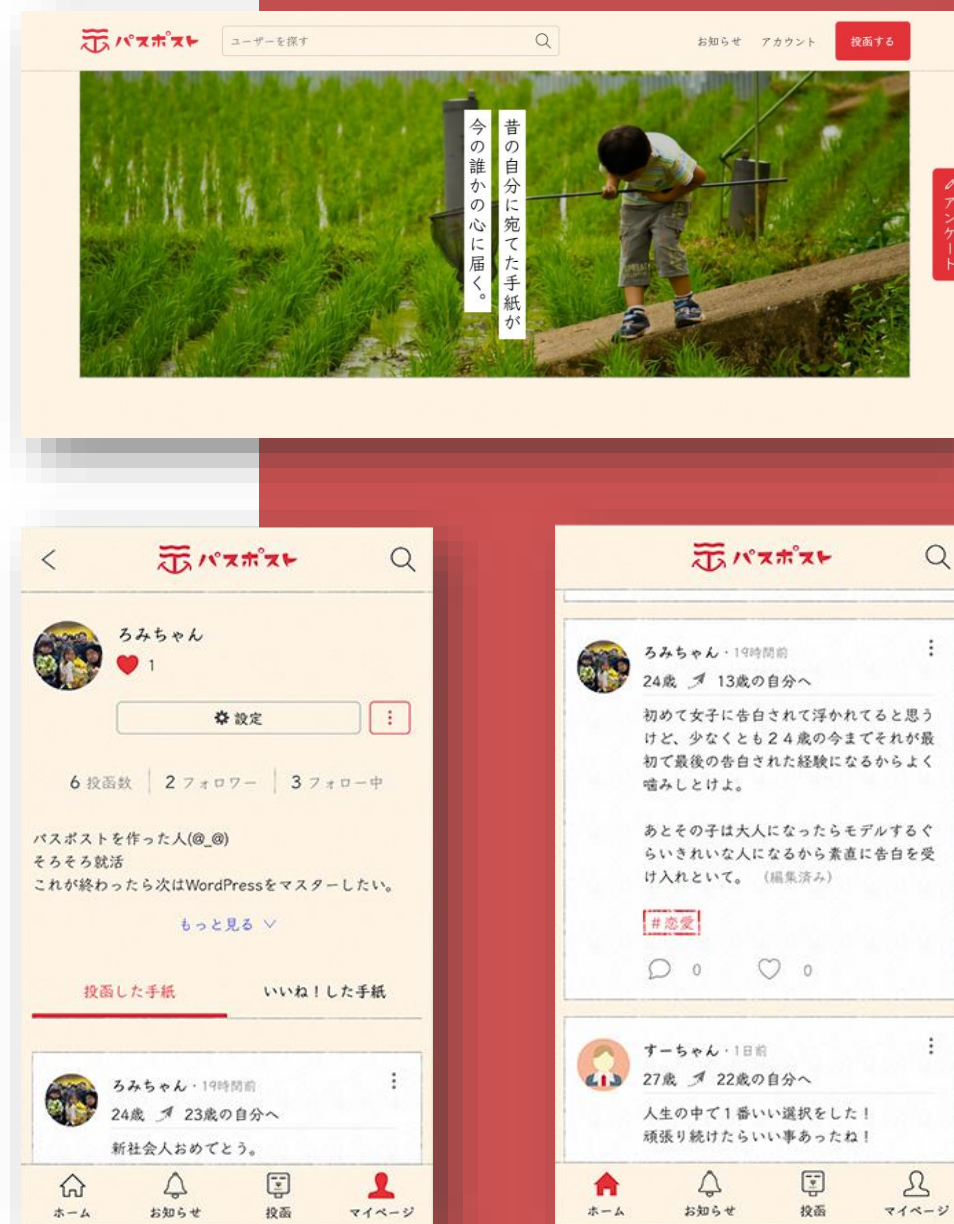 パスポスト
ユーザーを探す
お知らせ
アカウント
投函する
昔の自分に宛てた手紙が
今の誰かの心に届く。
アンケート
パスポスト
ろみちゃん
1
設定
6 投函数
2 フォロワー
3 フォロー中
パスポストを作った人(@_@)
そろそろ就活
これが終わったら次はWordPressをマスターしたい。
もっと見る
投函した手紙
いいね!した手紙
ろみちゃん・19時間前
24歳 23歳の自分へ
新社会人おめでとう。
ホーム
お知らせ
投函
マイページ
パスポスト
ろみちゃん・19時間前
24歳 13歳の自分へ
初めて女子に告白されて浮かれてると思う
けど、少なくとも24歳の今までそれが最
初で最後の告白された経験になるからよく
噛みしとけよ。
あとその子は大人になったらモデルするぐ
らいきれいな人になるから素直に告白を受
け入れといて。 (編集済み)
#恋愛
0
0
すーちゃん・1日前
27歳 22歳の自分へ
人生の中で1番いい選択をした!
頑張り続けたらいい事あったね!
ホーム
お知らせ
投函
マイページ